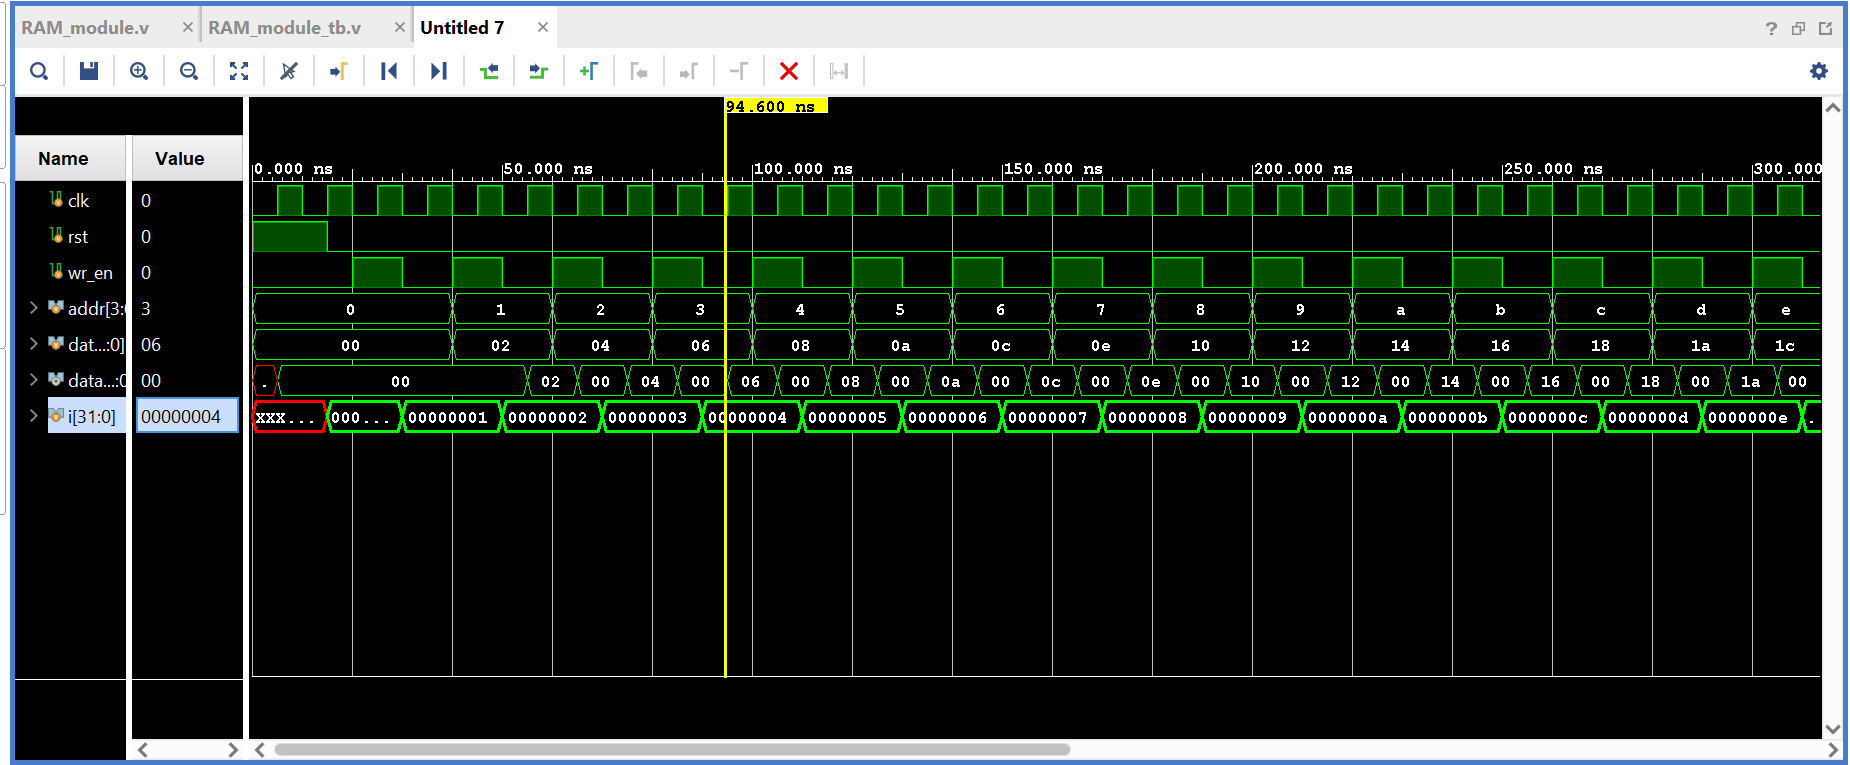 RAM_module.v × RAM_module_tb.v × Untitled 7 × ?
94.600 ns
Name Value
0.000 ns 50.000 ns 100.000 ns 150.000 ns 200.000 ns 250.000 ns 300.000
clk 0
rst 0
wr_en 0
addr[3:0 3 0 1 2 3 4 5 6 7 8 9 a b c d e
dat...:0] 06 00 02 04 06 08 0a 0c 0e 10 12 14 16 18 1a 1c
data...:0 00 . 00 02 00 04 00 06 00 08 00 0a 00 0c 00 0e 00 10 00 12 00 14 00 16 00 18 00 1a 00
i[31:0] 00000004 XXX... 000... 00000001 00000002 00000003 00000004 00000005 00000006 00000007 00000008 00000009 0000000a 0000000b 0000000c 0000000d 0000000e .